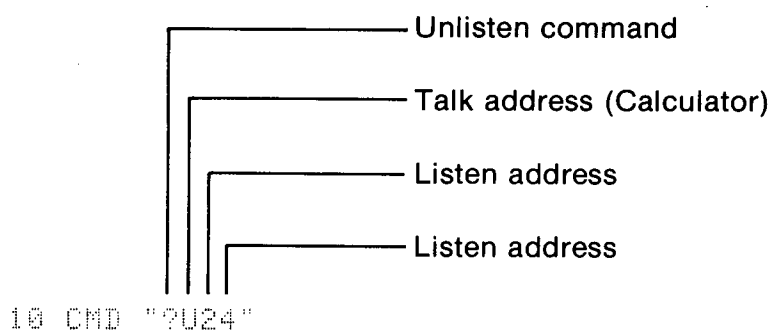 Unlisten command
Talk address (Calculator)
Listen address
Listen address
10 CMD "?U24"